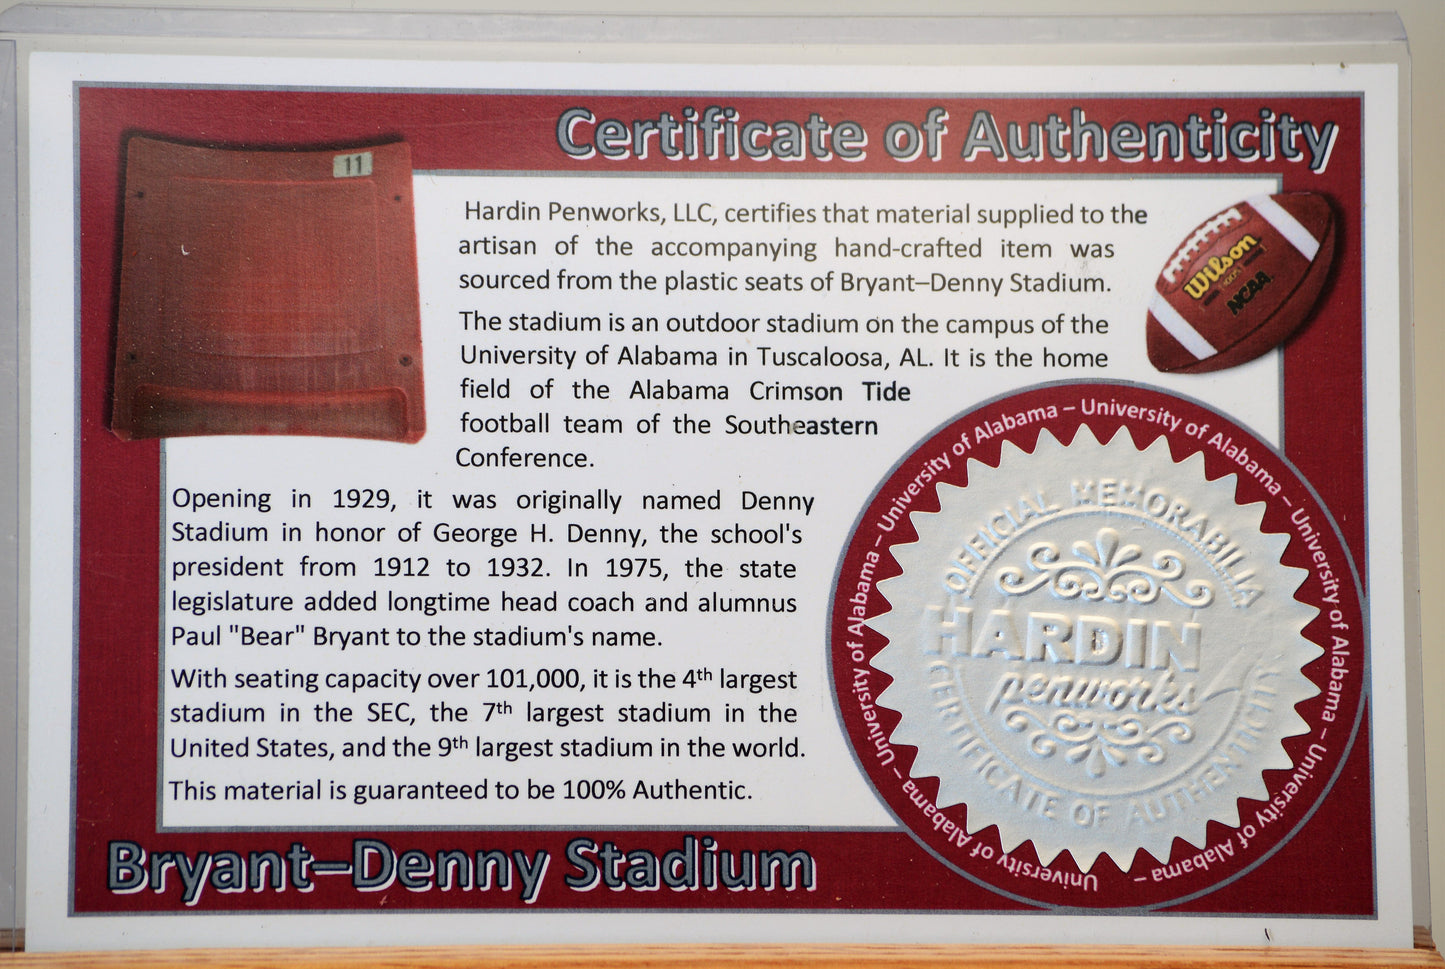 Certificate of Authenticity
11
Hardin Penworks, LLC, certifies that material supplied to the
artisan of the accompanying hand-crafted item was
sourced from the plastic seats of Bryant–Denny Stadium.
Wilson
NCAA
The stadium is an outdoor stadium on the campus of the
University of Alabama in Tuscaloosa, AL. It is the home
field of the Alabama Crimson Tide
football team of the Southeastern
Conference.
Opening in 1929, it was originally named Denny
Stadium in honor of George H. Denny, the school's
president from 1912 to 1932. In 1975, the state
legislature added longtime head coach and alumnus
Paul "Bear" Bryant to the stadium's name.
With seating capacity over 101,000, it is the 4th largest
stadium in the SEC, the 7th largest stadium in the
United States, and the 9th largest stadium in the world.
This material is guaranteed to be 100% Authentic.
Bryant–Denny Stadium
University of Alabama – University of Alabama – University of Alabama – University of Alabama – University of Alabama – University of Alabama – University of Alabama –
OFFICIAL MEMORABILIA
HARDIN
penworks
CERTIFICATE OF AUTHENTICITY